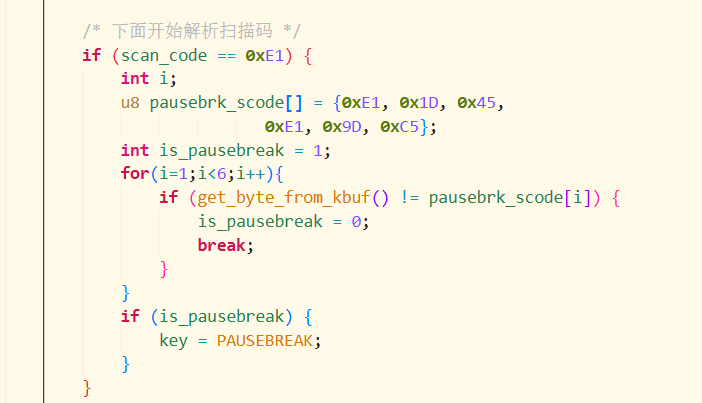 /* 下面开始解析扫描码 */
if (scan_code == 0xE1) {
int i;
u8 pausebrk_scode[] = {0xE1, 0x1D, 0x45,
0xE1, 0x9D, 0xC5};
int is_pausebreak = 1;
for(i=1;i<6;i++){
if (get_byte_from_kbuf() != pausebrk_scode[i]) {
is_pausebreak = 0;
break;
}
}
if (is_pausebreak) {
key = PAUSEBREAK;
}
}